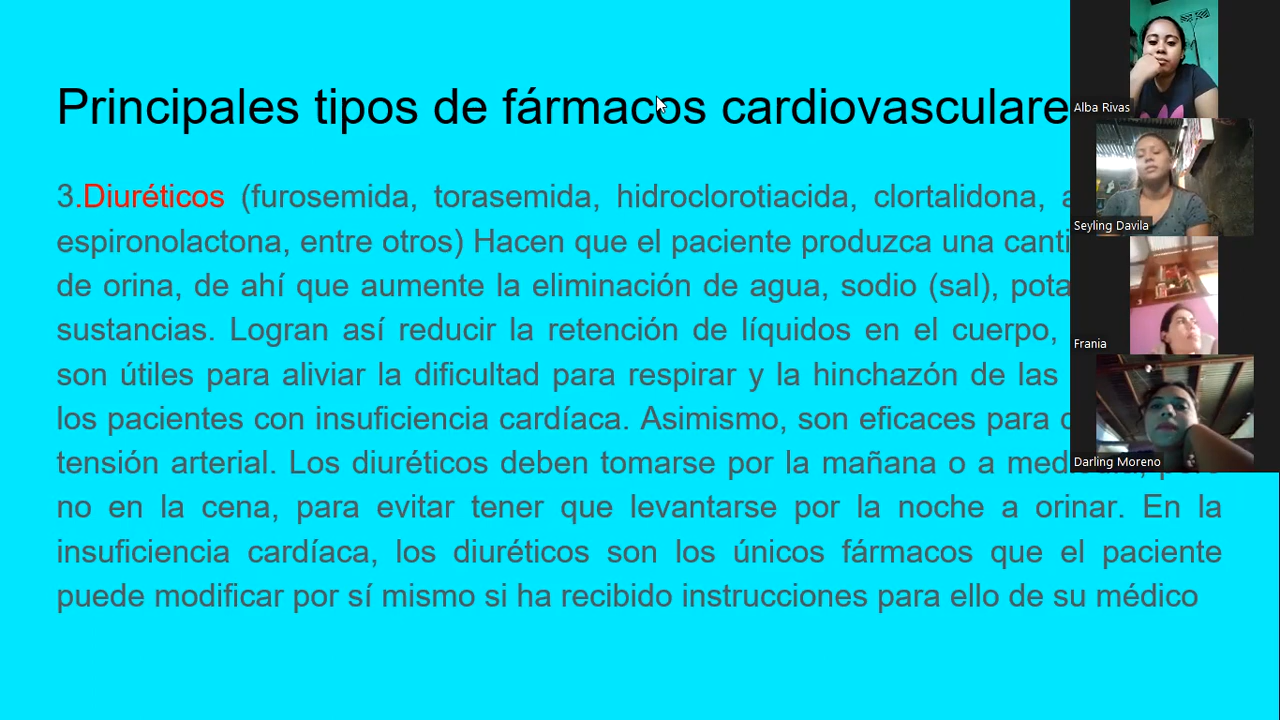 Principales tipos de fármacos cardiovasculare
3.Diuréticos (furosemida, torasemida, hidroclorotiacida, clortalidona,
espironolactona, entre otros) Hacen que el paciente produzca una
de orina, de ahí que aumente la eliminación de agua, sodio (sal),
sustancias. Logran así reducir la retención de líquidos en el cuerpo,
son útiles para aliviar la dificultad para respirar y la hinchazón de las
los pacientes con insuficiencia cardíaca. Asimismo, son eficaces para
tensión arterial. Los diuréticos deben tomarse por la mañana o a
no en la cena, para evitar tener que levantarse por la noche a orinar. En la
insuficiencia cardíaca, los diuréticos son los únicos fármacos que el paciente
puede modificar por sí mismo si ha recibido instrucciones para ello de su médico
Alba Rivas
Seyling Davila
Frania
Darling Moreno